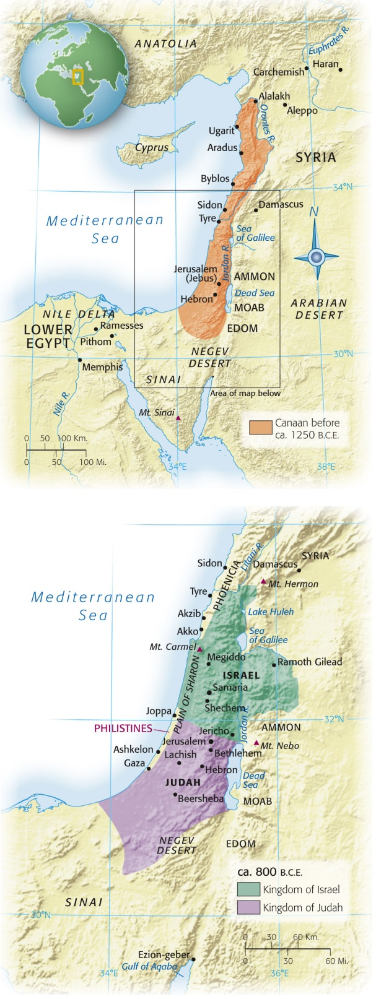 ANATOLIA
Euphrates R.
Carchemish
Haran
Alalakh
Aleppo
Orontes R.
Ugarit
Aradus
Cyprus
SYRIA
Byblos
34°N
Sidon
Damascus
N
Tyre
Mediterranean
Sea
Sea
of Galilee
Jordan R.
Jerusalem
(Jebus)
AMMON
Hebron
Dead Sea
MOAB
ARABIAN
DESERT
NILE DELTA
Ramesses
LOWER
EGYPT
Pithom
EDOM
NEGEV
DESERT
30°N
Memphis
SINAI
Area of map below
Nile R.
Mt. Sinai
Canaan before
ca. 1250 B.C.E.
0 50 100 Km.
0 50 100 Mi.
34°E
38°E
Litani R.
SYRIA
Sidon
Damascus
PHOENICIA
Mt. Hermon
Tyre
Mediterranean
Sea
Akzib
Lake Huleh
Akko
Sea
of Galilee
Mt. Carmel
Megiddo
Ramoth Gilead
ISRAEL
PLAIN OF SHARON
Samaria
Shechem
Joppa
Jordan R.
32°N
PHILISTINES
Jericho
AMMON
Jerusalem
Mt. Nebo
Ashkelon
Lachish
Bethlehem
Gaza
Hebron
Dead
Sea
JUDAH
Beersheba
MOAB
NEGEV
DESERT
EDOM
ca. 800 B.C.E.
Kingdom of Israel
Kingdom of Judah
SINAI
30°N
0 30 60 Km.
0 30 60 Mi.
Ezion-geber
Gulf of Aqaba
34°E
36°E